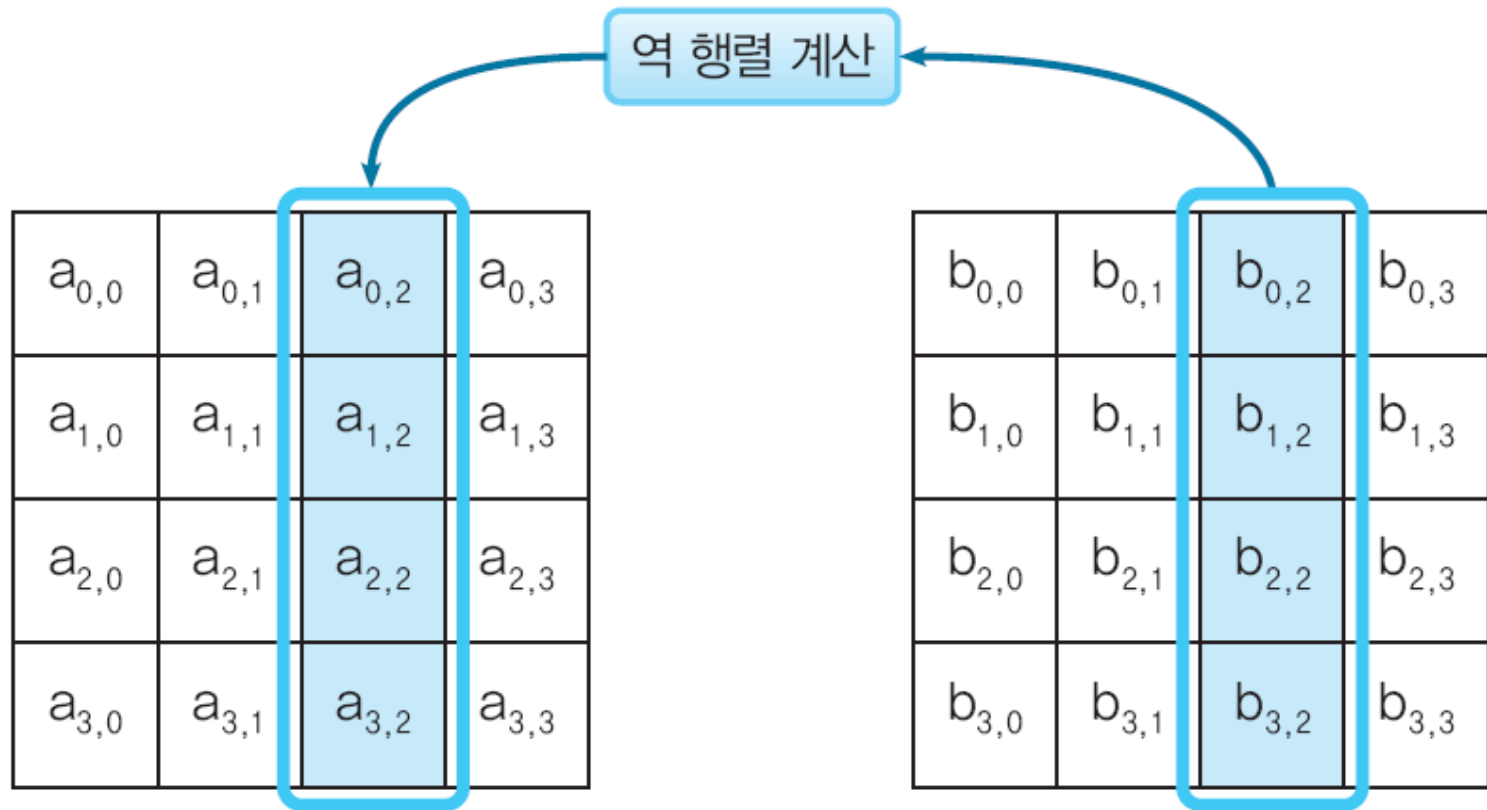 역 행렬 계산
a0,0 a0,1 a0,2 a0,3 b0,0 b0,1 b0,2 b0,3
a1,0 a1,1 a1,2 a1,3 b1,0 b1,1 b1,2 b1,3
a2,0 a2,1 a2,2 a2,3 b2,0 b2,1 b2,2 b2,3
a3,0 a3,1 a3,2 a3,3 b3,0 b3,1 b3,2 b3,3